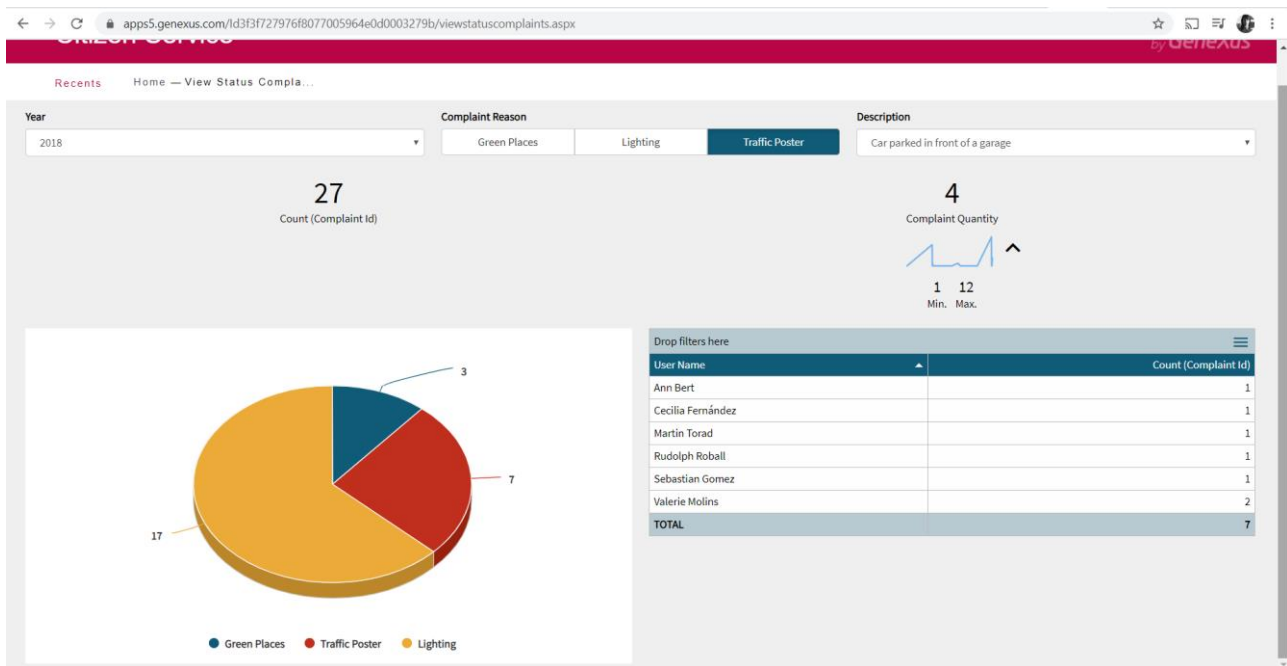 apps5.genexus.com/Id3f3f727976f8077005964e0d0003279b/viewstatuscomplaints.aspx
Citizen Service
by GeneXus
Recents Home — View Status Compla...
Year Complaint Reason Description
2018 Green Places Lighting Traffic Poster Car parked in front of a garage
27
Count (Complaint Id)
4
Complaint Quantity
1 12
Min. Max.
3
7
17
Green Places Traffic Poster Lighting
Drop filters here
User Name Count (Complaint Id)
Ann Bert 1
Cecilia Fernández 1
Martin Torad 1
Rudolph Roball 1
Sebastian Gomez 1
Valerie Molins 2
TOTAL 7